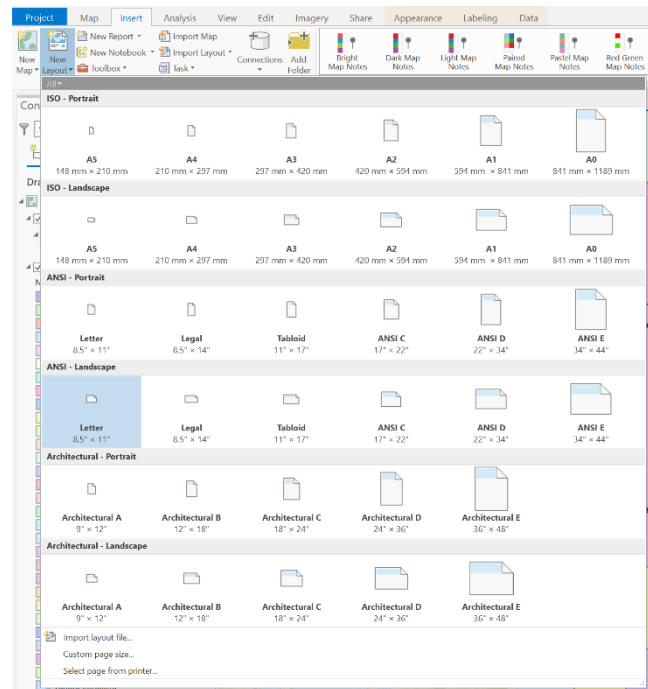 Project Map Insert Analysis View Edit Imagery Share Appearance Labeling Data
New Map New Layout
New Report
New Notebook
Toolbox
Import Map
Import Layout
Task
Connections Add Folder
Bright Map Notes Dark Map Notes Light Map Notes Paired Map Notes Pastel Map Notes Red Green Map Notes
All
Con
Dra
ISO - Portrait
A5 A4 A3 A2 A1 A0
148 mm × 210 mm 210 mm × 297 mm 297 mm × 420 mm 420 mm × 594 mm 594 mm × 841 mm 841 mm × 1189 mm
ISO - Landscape
A5 A4 A3 A2 A1 A0
148 mm × 210 mm 210 mm × 297 mm 297 mm × 420 mm 420 mm × 594 mm 594 mm × 841 mm 841 mm × 1189 mm
ANSI - Portrait
Letter Legal Tabloid ANSI C ANSI D ANSI E
8.5" × 11" 8.5" × 14" 11" × 17" 17" × 22" 22" × 34" 34" × 44"
ANSI - Landscape
Letter Legal Tabloid ANSI C ANSI D ANSI E
8.5" × 11" 8.5" × 14" 11" × 17" 17" × 22" 22" × 34" 34" × 44"
Architectural - Portrait
Architectural A Architectural B Architectural C Architectural D Architectural E
9" × 12" 12" × 18" 18" × 24" 24" × 36" 36" × 48"
Architectural - Landscape
Architectural A Architectural B Architectural C Architectural D Architectural E
9" × 12" 12" × 18" 18" × 24" 24" × 36" 36" × 48"
Import layout file...
Custom page size...
Select page from printer...